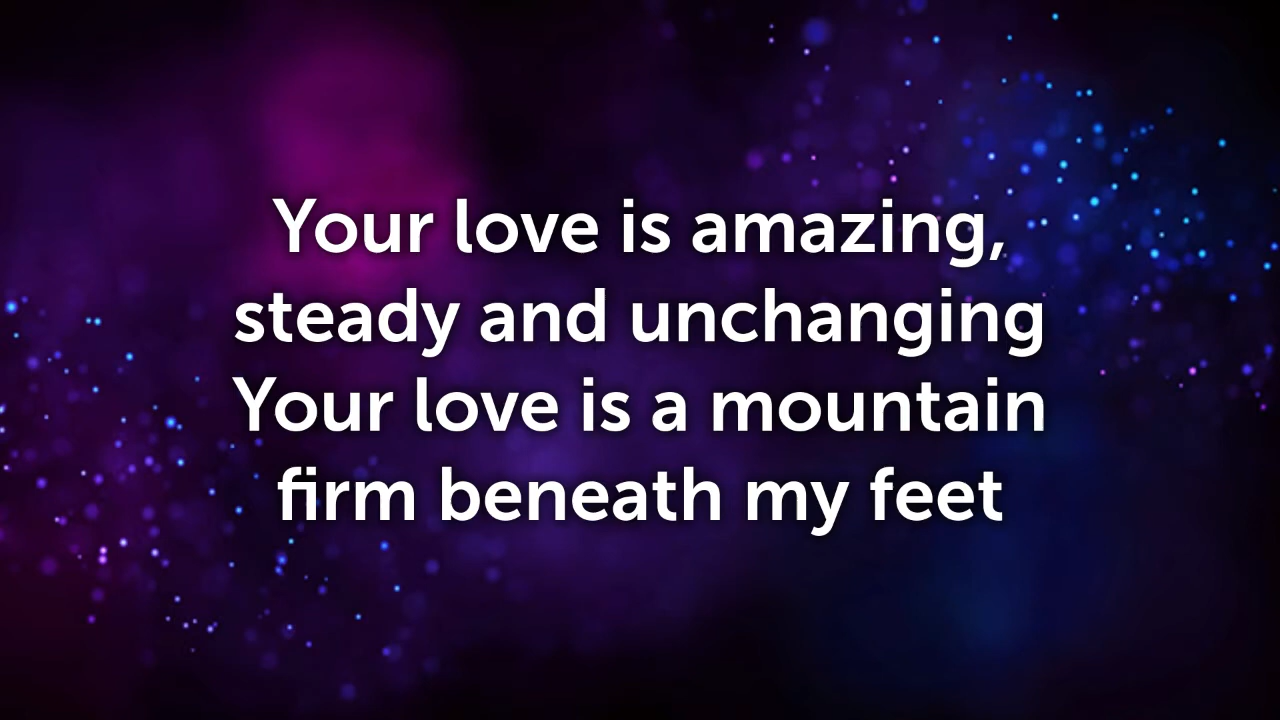 Your love is amazing,
steady and unchanging
Your love is a mountain
firm beneath my feet